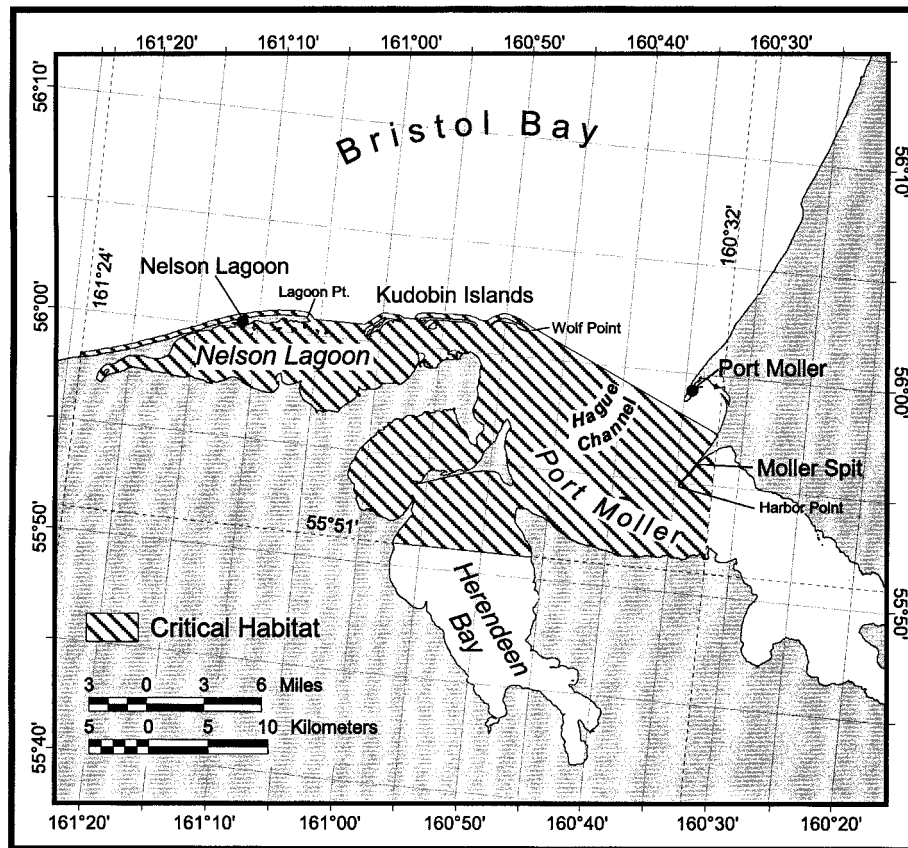 161°20' 161°10' 161°00' 160°50' 160°40' 160°30'
56°10'
Bristol Bay
56°10'
160°32'
161°24'
Nelson Lagoon
Lagoon Pt.
Kudobin Islands
56°00'
Wolf Point
Nelson Lagoon
Port Moller
56°00'
Hague
Channel
Moller Spit
Port Moller
Harbor Point
55°50'
55°51'
Herendeen
Bay
55°50'
Critical Habitat
3 0 3 6 Miles
5 0 5 10 Kilometers
55°40'
161°20' 161°10' 161°00' 160°50' 160°40' 160°30' 160°20'